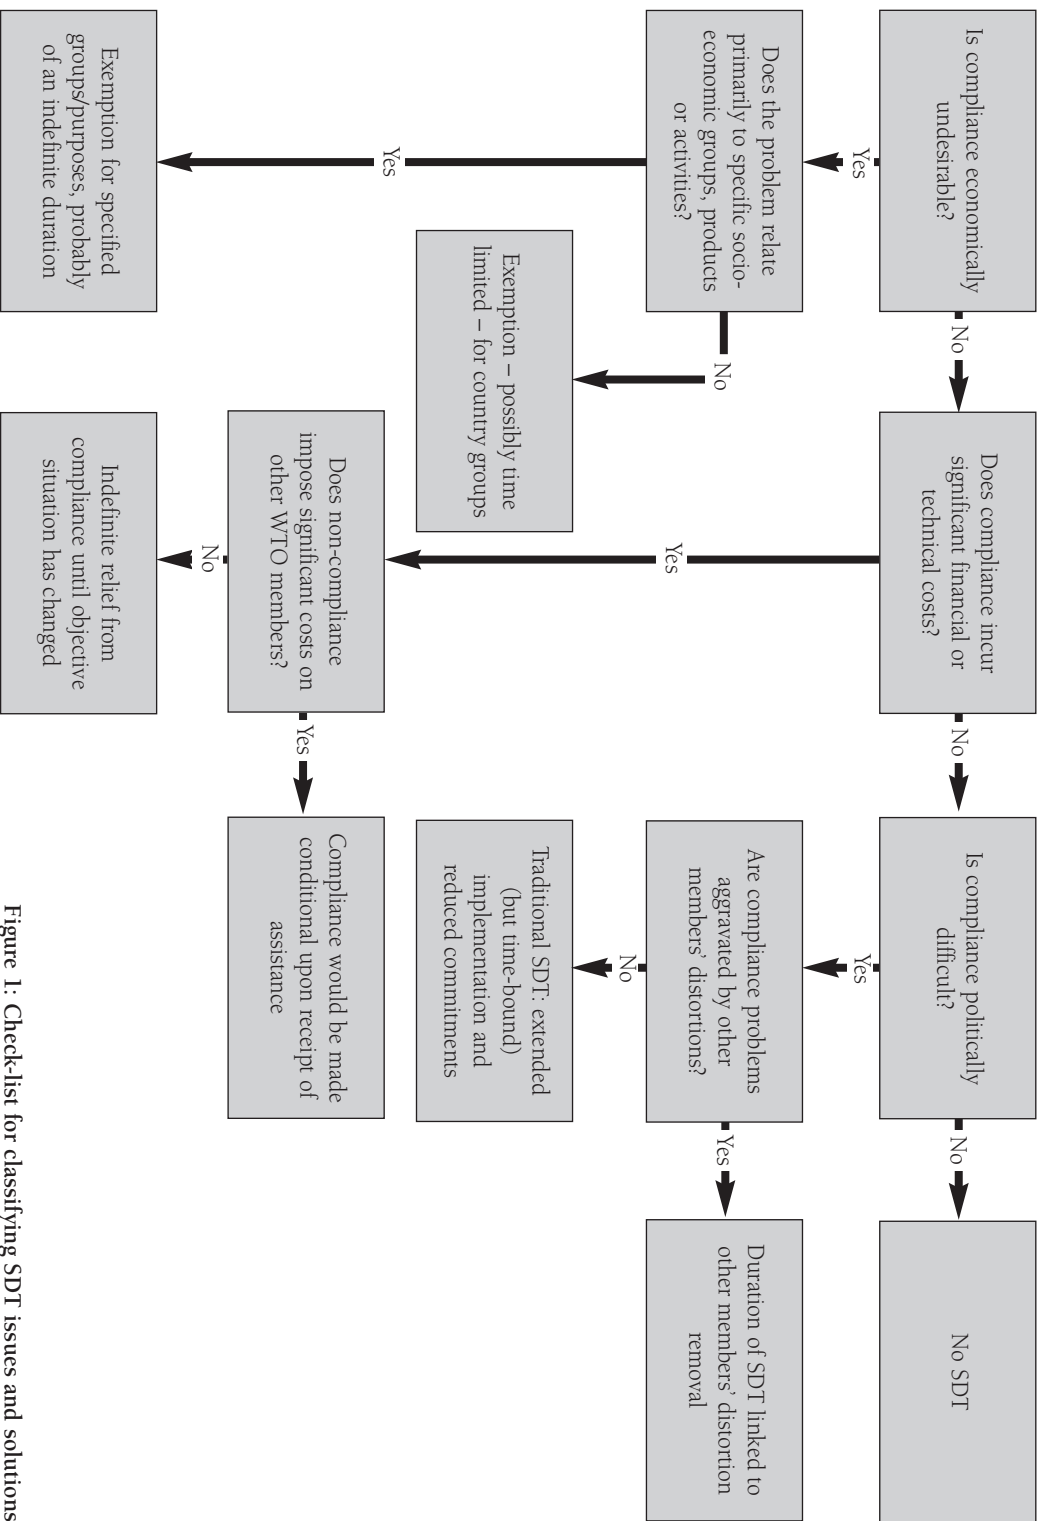 Is compliance economically
undesirable?
No
Does compliance incur
significant financial or
technical costs?
No
Is compliance politically
difficult?
No
No SDT
Yes
Yes
Yes
Does the problem relate
primarily to specific socio-
economic groups, products
or activities?
No
Are compliance problems
aggravated by other
members' distortions?
Yes
Duration of SDT linked to
other members' distortion
removal
Exemption – possibly time
limited – for country groups
No
Traditional SDT: extended
(but time-bound)
implementation and
reduced commitments
Yes
Does non-compliance
impose significant costs on
other WTO members?
Yes
Compliance would be made
conditional upon receipt of
assistance
No
Exemption for specified
groups/purposes, probably
of an indefinite duration
Indefinite relief from
compliance until objective
situation has changed
Figure 1: Check-list for classifying SDT issues and solutions